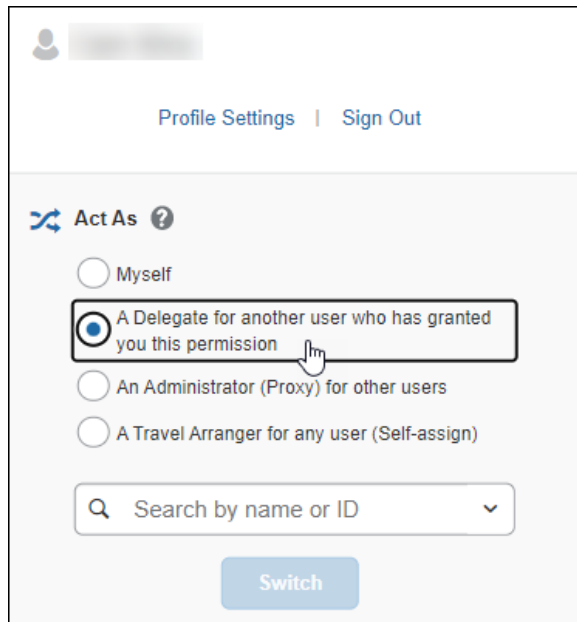 Profile Settings | Sign Out
Act As ?
Myself
A Delegate for another user who has granted
you this permission
An Administrator (Proxy) for other users
A Travel Arranger for any user (Self-assign)
Search by name or ID
Switch